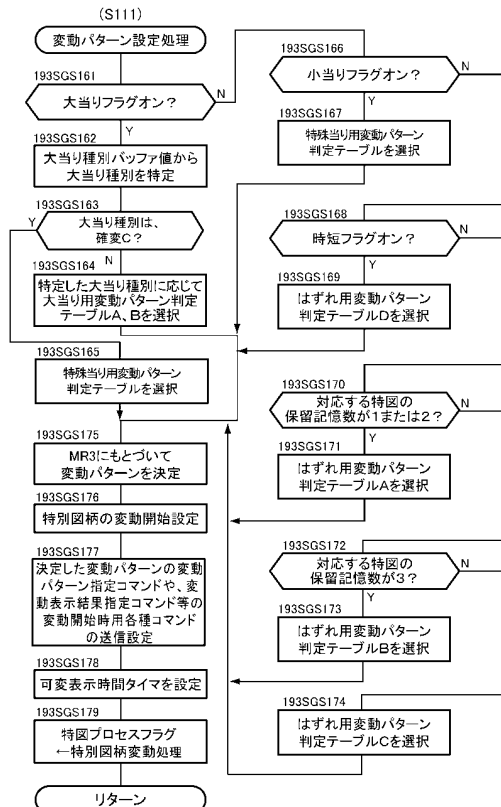 (S111)
変動パターン設定処理
193SGS161
大当りフラグオン?
N
Y
193SGS162
大当り種別バッファ値から
大当り種別を特定
193SGS163
Y
大当り種別は、
確変C?
193SGS164
N
特定した大当り種別に応じて
大当り用変動パターン判定
テーブルA、Bを選択
193SGS165
特殊当り用変動パターン
判定テーブルを選択
193SGS175
MR3にもとづいて
変動パターンを決定
193SGS176
特別図柄の変動開始設定
193SGS177
決定した変動パターンの変動
パターン指定コマンドや、変
動表示結果指定コマンド等の
変動開始時用各種コマンド
の送信設定
193SGS178
可変表示時間タイマを設定
193SGS179
特図プロセスフラグ
←特別図柄変動処理
リターン
193SGS166
小当りフラグオン?
N
193SGS167
Y
特殊当り用変動パターン
判定テーブルを選択
193SGS168
時短フラグオン?
N
193SGS169
Y
はずれ用変動パターン
判定テーブルDを選択
193SGS170
対応する特図の
保留記憶数が1または2?
N
193SGS171
Y
はずれ用変動パターン
判定テーブルAを選択
193SGS172
対応する特図の
保留記憶数が3?
N
193SGS173
Y
はずれ用変動パターン
判定テーブルBを選択
193SGS174
はずれ用変動パターン
判定テーブルCを選択